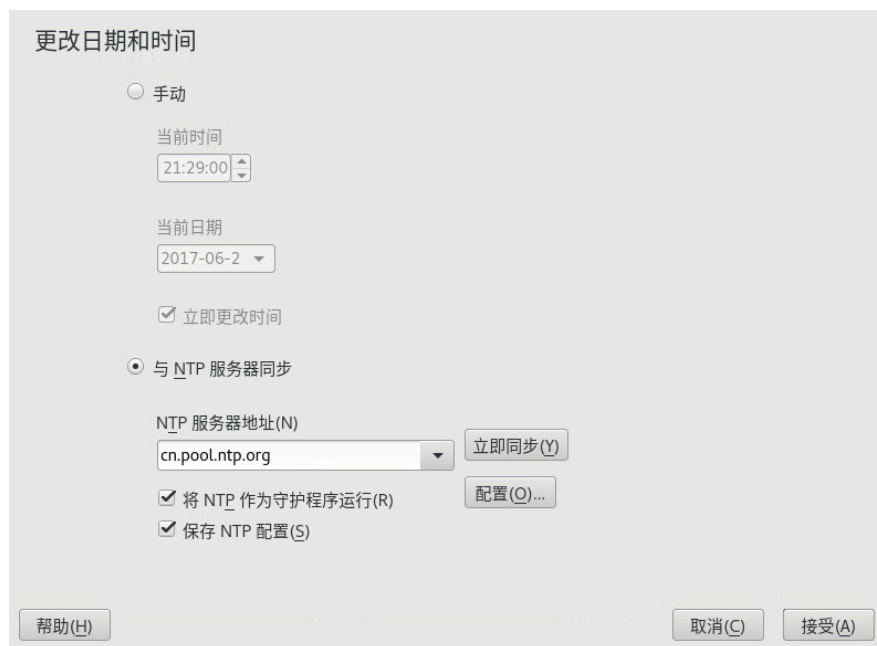 更改日期和时间
手动
当前时间
21:29:00
当前日期
2017-06-2
立即更改时间
与 NTP 服务器同步
NTP 服务器地址(N)
cn.pool.ntp.org
立即同步(Y)
将 NTP 作为守护程序运行(R)
配置(O)...
保存 NTP 配置(S)
帮助(H)
取消(C)
接受(A)